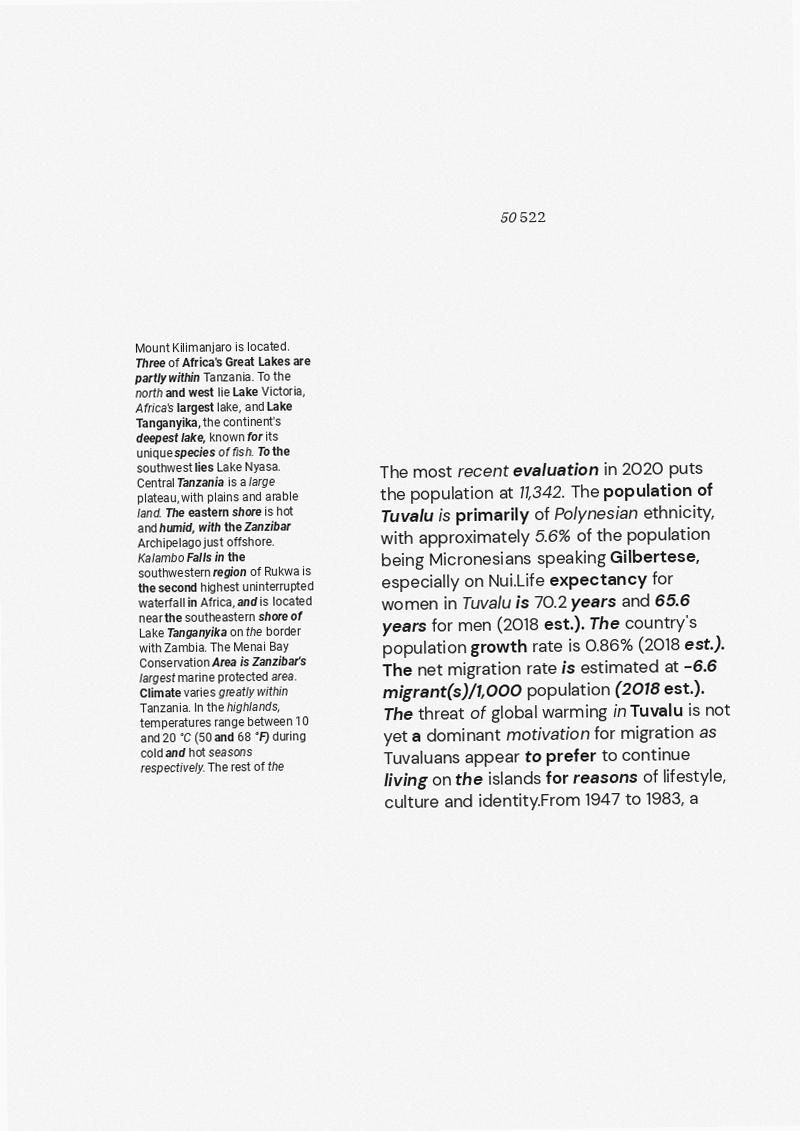 50 522
Mount Kilimanjaro is located.
Three of Africa's Great Lakes are
partly within Tanzania. To the
north and west lie Lake Victoria,
Africa's largest lake, and Lake
Tanganyika, the continent's
deepest lake, known for its
unique species of fish. To the
southwest lies Lake Nyasa.
Central Tanzania is a large
plateau, with plains and arable
land. The eastern shore is hot
and humid, with the Zanzibar
Archipelago just offshore.
Kalambo Falls in the
southwestern region of Rukwa is
the second highest uninterrupted
waterfall in Africa, and is located
near the southeastern shore of
Lake Tanganyika on the border
with Zambia. The Menai Bay
Conservation Area is Zanzibar's
largest marine protected area.
Climate varies greatly within
Tanzania. In the highlands,
temperatures range between 10
and 20 °C (50 and 68 °F) during
cold and hot seasons
respectively. The rest of the
The most recent evaluation in 2020 puts
the population at 11,342. The population of
Tuvalu is primarily of Polynesian ethnicity,
with approximately 5.6% of the population
being Micronesians speaking Gilbertese,
especially on Nui.Life expectancy for
women in Tuvalu is 70.2 years and 65.6
years for men (2018 est.). The country's
population growth rate is 0.86% (2018 est.).
The net migration rate is estimated at −6.6
migrant(s)/1,000 population (2018 est.).
The threat of global warming in Tuvalu is not
yet a dominant motivation for migration as
Tuvaluans appear to prefer to continue
living on the islands for reasons of lifestyle,
culture and identity.From 1947 to 1983, a